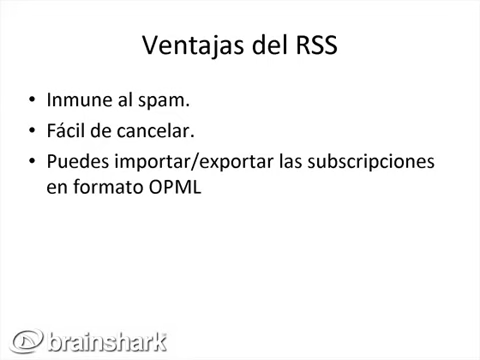 Ventajas del RSS
• Inmune al spam.
• Fácil de cancelar.
• Puedes importar/exportar las subscripciones
en formato OPML
brainshark